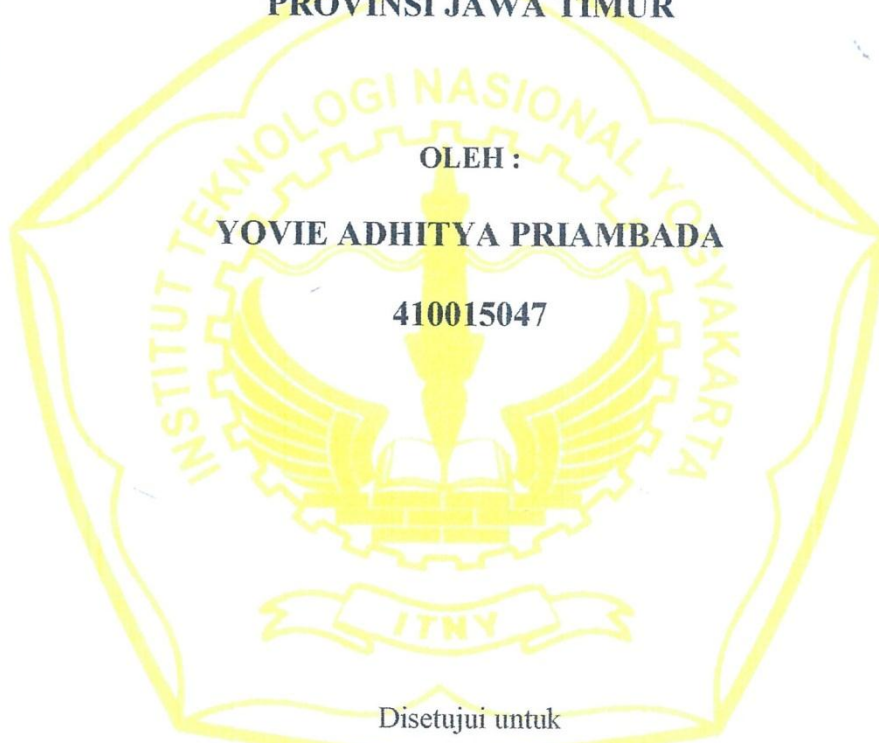 PROVINSI JAWA TIMUR
INSTITUT TEKNOLOGI NASIONAL YOGYAKARTA
OLEH :
YOVIE ADHITYA PRIAMBADA
410015047
ITNY
Disetujui untuk